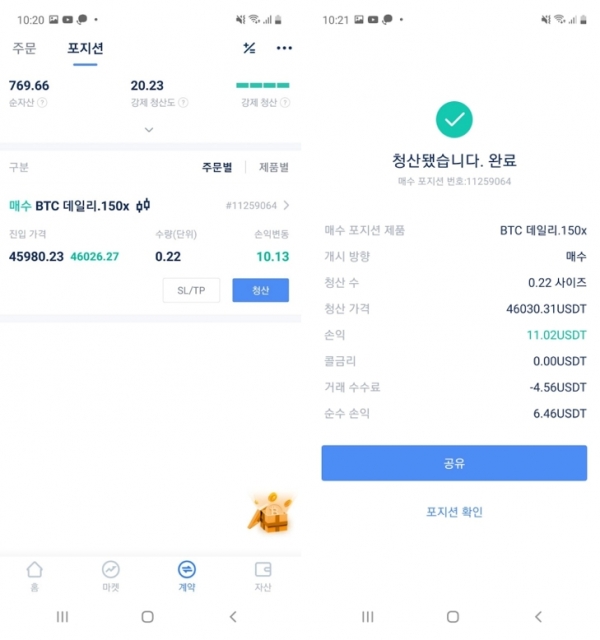 10:20
주문 포지션
769.66 20.23
순자산 ? 강제 청산도 ? 강제 청산 ?
구분 주문별 제품별
매수 BTC 데일리.150x #11259064
진입 가격 수량(단위) 손익변동
45980.23 46026.27 0.22 10.13
SL/TP 청산
홈 마켓 계약 자산
10:21
청산됐습니다. 완료
매수 포지션 번호:11259064
매수 포지션 제품 BTC 데일리.150x
개시 방향 매수
청산 수 0.22 사이즈
청산 가격 46030.31USDT
손익 11.02USDT
콜금리 0.00USDT
거래 수수료 -4.56USDT
순수 손익 6.46USDT
공유
포지션 확인